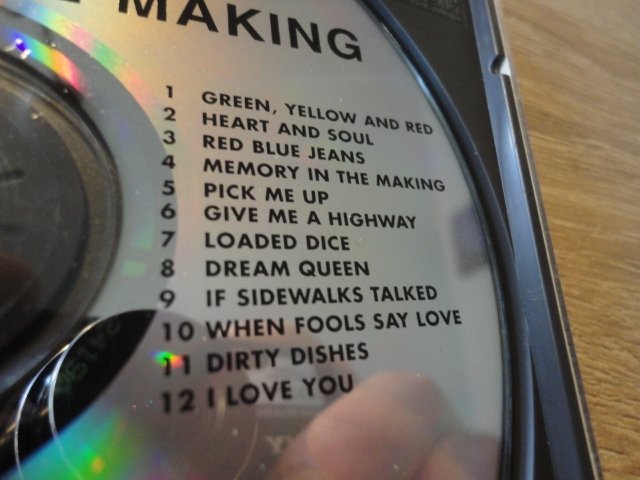 MAKING
1 GREEN, YELLOW AND RED
2 HEART AND SOUL
3 RED BLUE JEANS
4 MEMORY IN THE MAKING
5 PICK ME UP
6 GIVE ME A HIGHWAY
7 LOADED DICE
8 DREAM QUEEN
9 IF SIDEWALKS TALKED
10 WHEN FOOLS SAY LOVE
11 DIRTY DISHES
12 I LOVE YOU